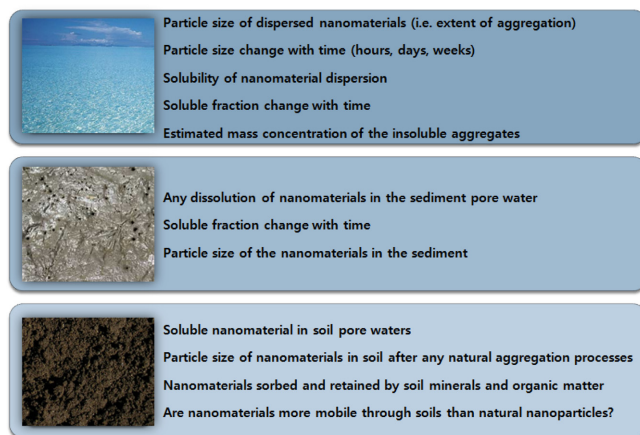 Particle size of dispersed nanomaterials (i.e. extent of aggregation)
Particle size change with time (hours, days, weeks)
Solubility of nanomaterial dispersion
Soluble fraction change with time
Estimated mass concentration of the insoluble aggregates
Any dissolution of nanomaterials in the sediment pore water
Soluble fraction change with time
Particle size of the nanomaterials in the sediment
Soluble nanomaterial in soil pore waters
Particle size of nanomaterials in soil after any natural aggregation processes
Nanomaterials sorbed and retained by soil minerals and organic matter
Are nanomaterials more mobile through soils than natural nanoparticles?